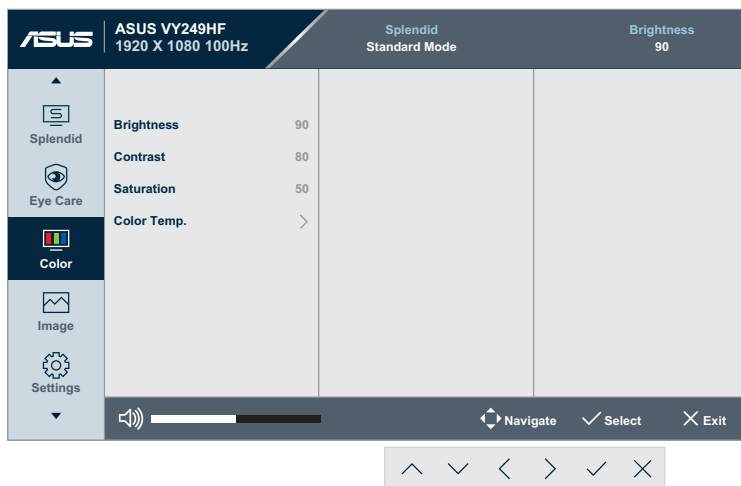 ASUS
ASUS VY249HF
1920 X 1080 100Hz
Splendid
Standard Mode
Brightness
90
Splendid
Eye Care
Color
Image
Settings
Brightness 90
Contrast 80
Saturation 50
Color Temp.
Navigate
Select
Exit